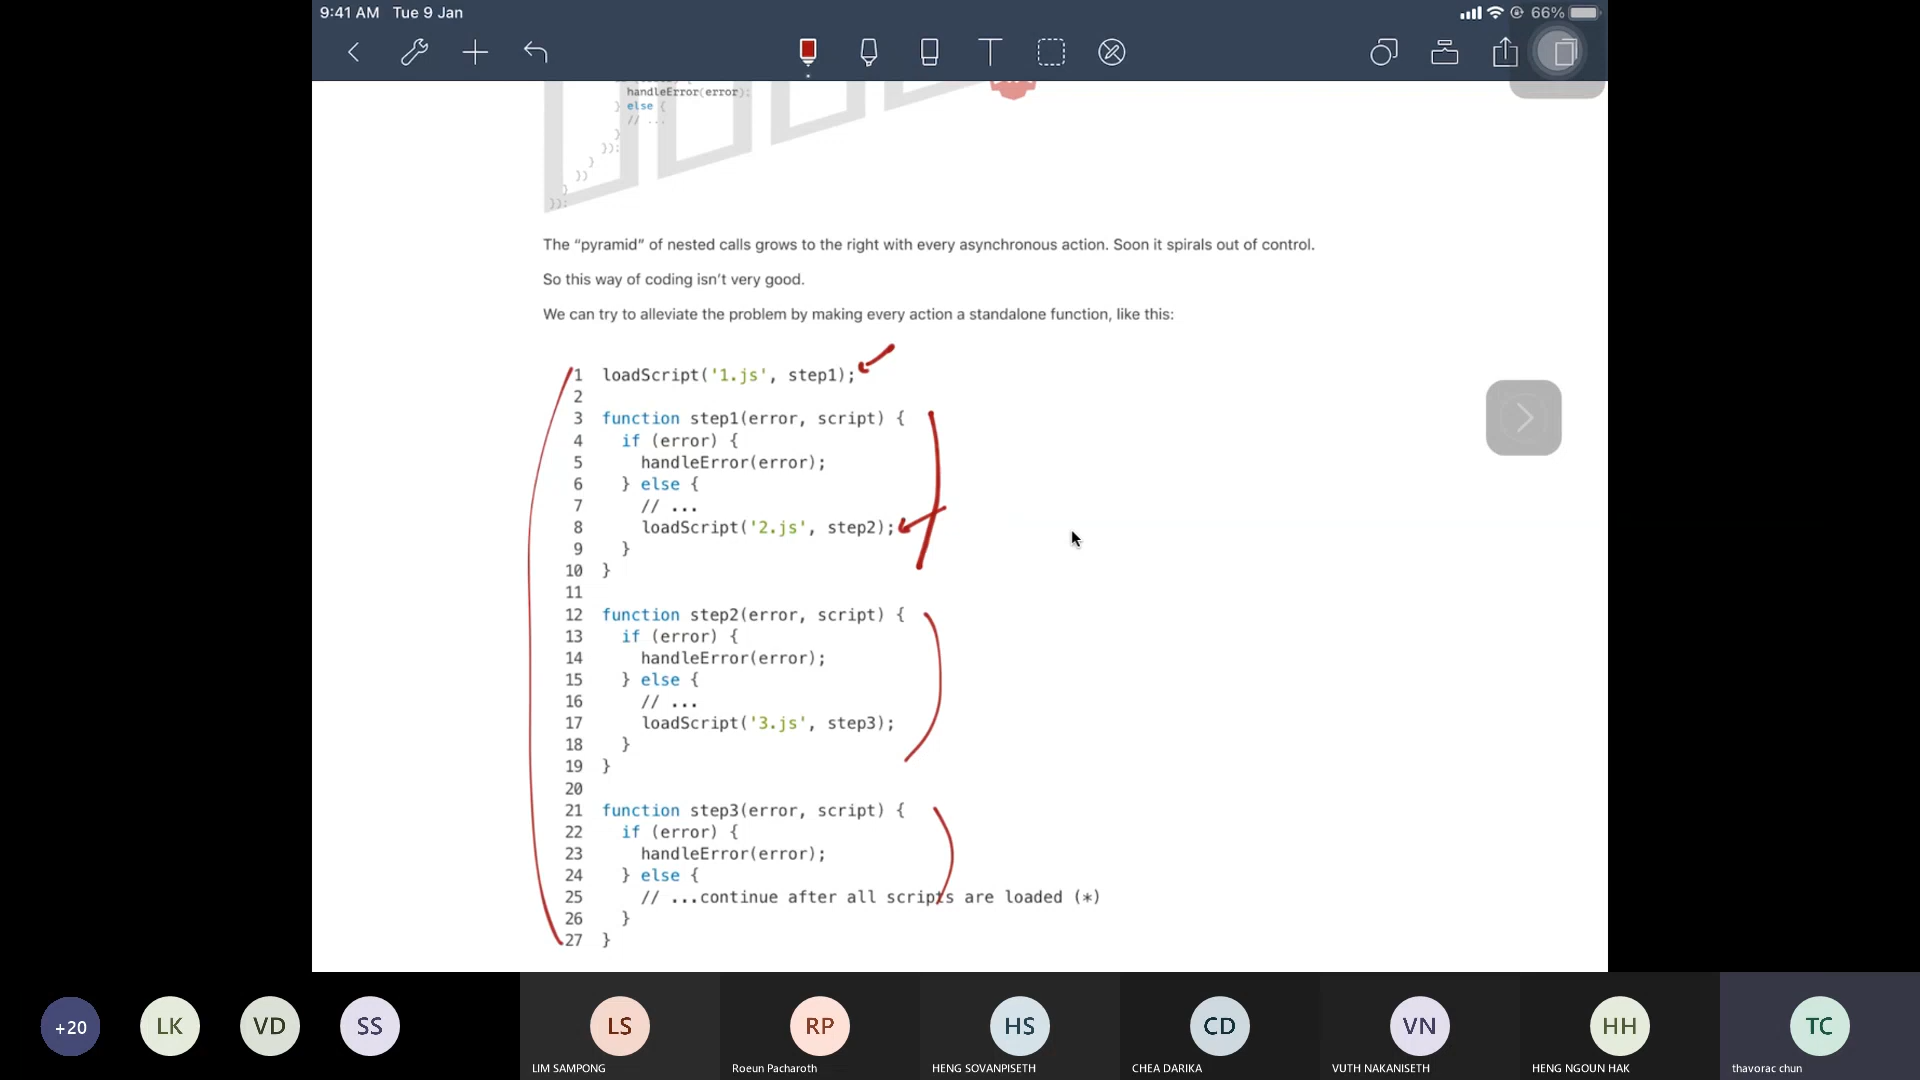 9:41 AM Tue 9 Jan
66%
handleError(error);
} else {
// ...
}
});
}
})
}
});
The “pyramid” of nested calls grows to the right with every asynchronous action. Soon it spirals out of control.
So this way of coding isn’t very good.
We can try to alleviate the problem by making every action a standalone function, like this:
1 loadScript('1.js', step1);
2
3 function step1(error, script) {
4 if (error) {
5 handleError(error);
6 } else {
7 // ...
8 loadScript('2.js', step2);
9 }
10 }
11
12 function step2(error, script) {
13 if (error) {
14 handleError(error);
15 } else {
16 // ...
17 loadScript('3.js', step3);
18 }
19 }
20
21 function step3(error, script) {
22 if (error) {
23 handleError(error);
24 } else {
25 // ...continue after all scripts are loaded (*)
26 }
27 }
+20 LK VD SS LS RP HS CD VN HH TC
LIM SAMPONG Roeun Pacharoth HENG SOVANPISETH CHEA DARIKA VUTH NAKANISETH HENG NGOUN HAK thavorac chun